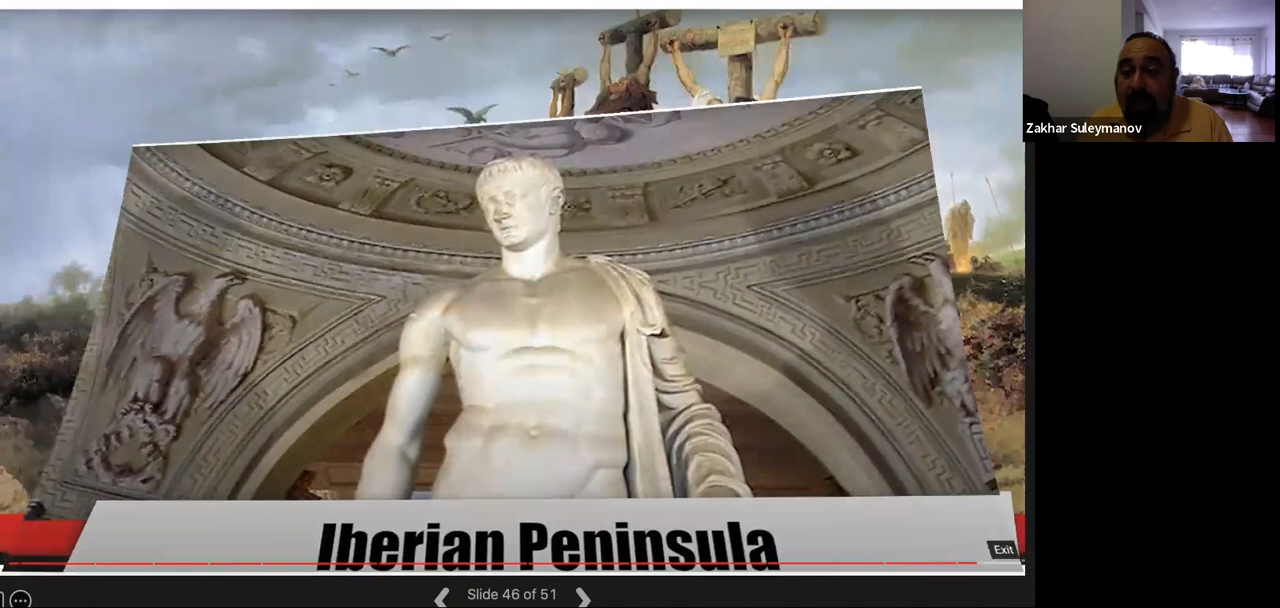 Zakhar Suleymanov
Iberian Peninsula
Exit
Slide 46 of 51